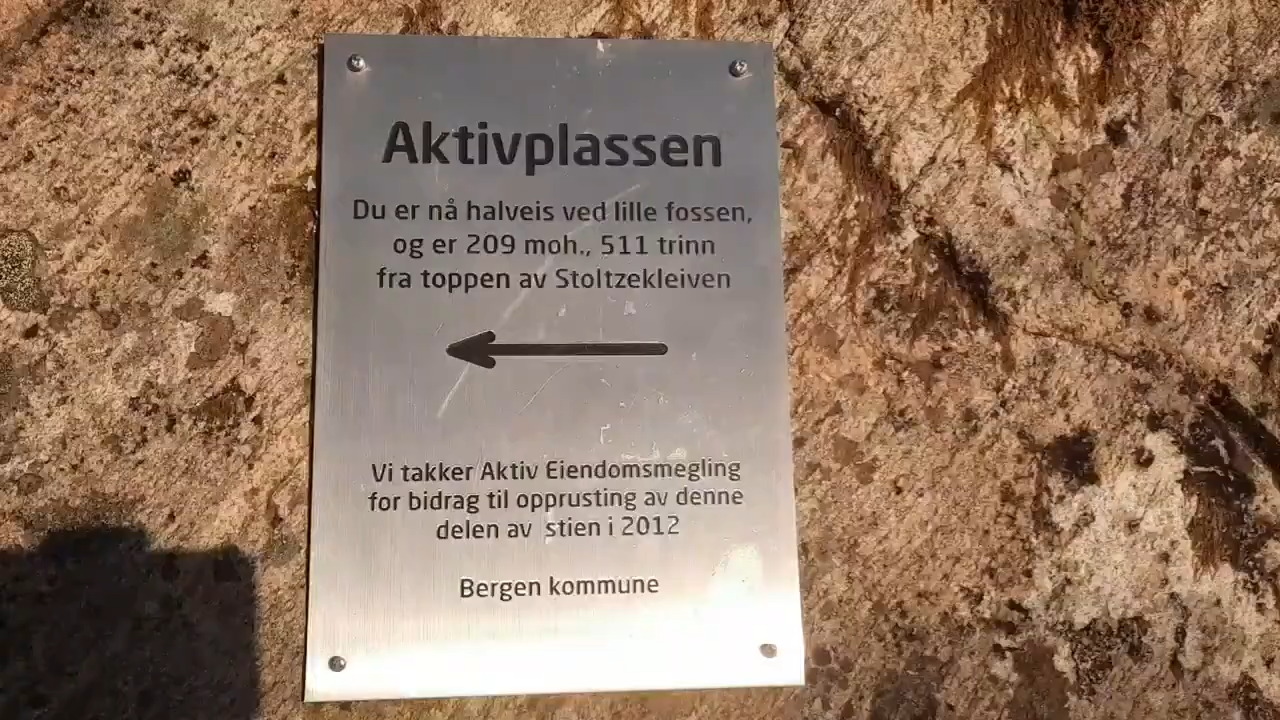 Aktivplassen
Du er nå halveis ved lille fossen,
og er 209 moh., 511 trinn
fra toppen av Stoltzekleiven
Vi takker Aktiv Eiendomsmegling
for bidrag til opprusting av denne
delen av stien i 2012
Bergen kommune